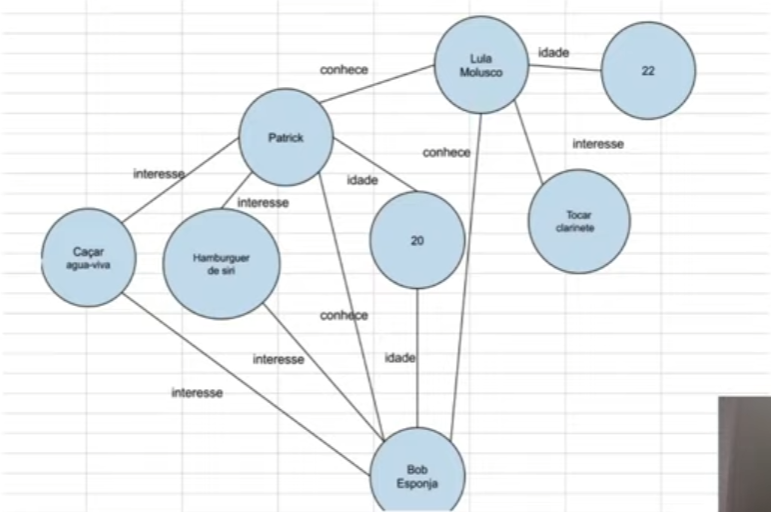 Lula
Molusco
idade
22
conhece
Patrick
conhece
interesse
interesse
idade
interesse
Tocar
clarinete
20
Caçar
agua-viva
Hamburguer
de siri
conhece
interesse
idade
interesse
Bob
Esponja